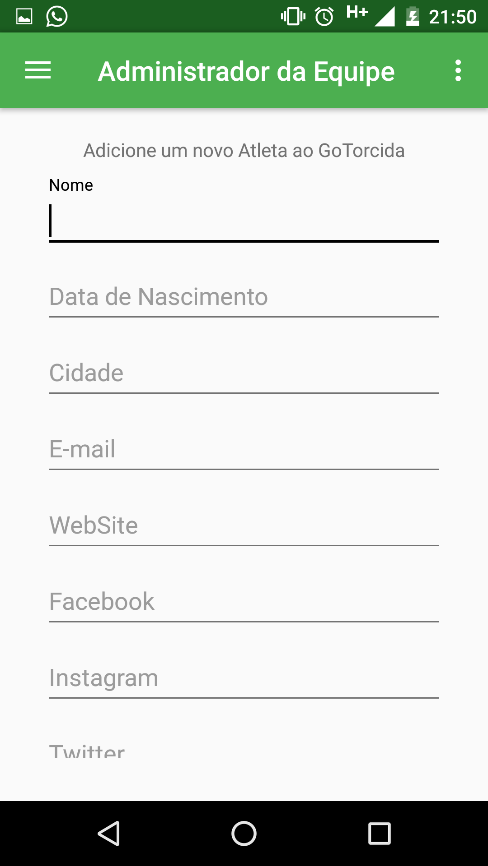 H+ 21:50
Administrador da Equipe
Adicione um novo Atleta ao GoTorcida
Nome
Data de Nascimento
Cidade
E-mail
WebSite
Facebook
Instagram
Twitter